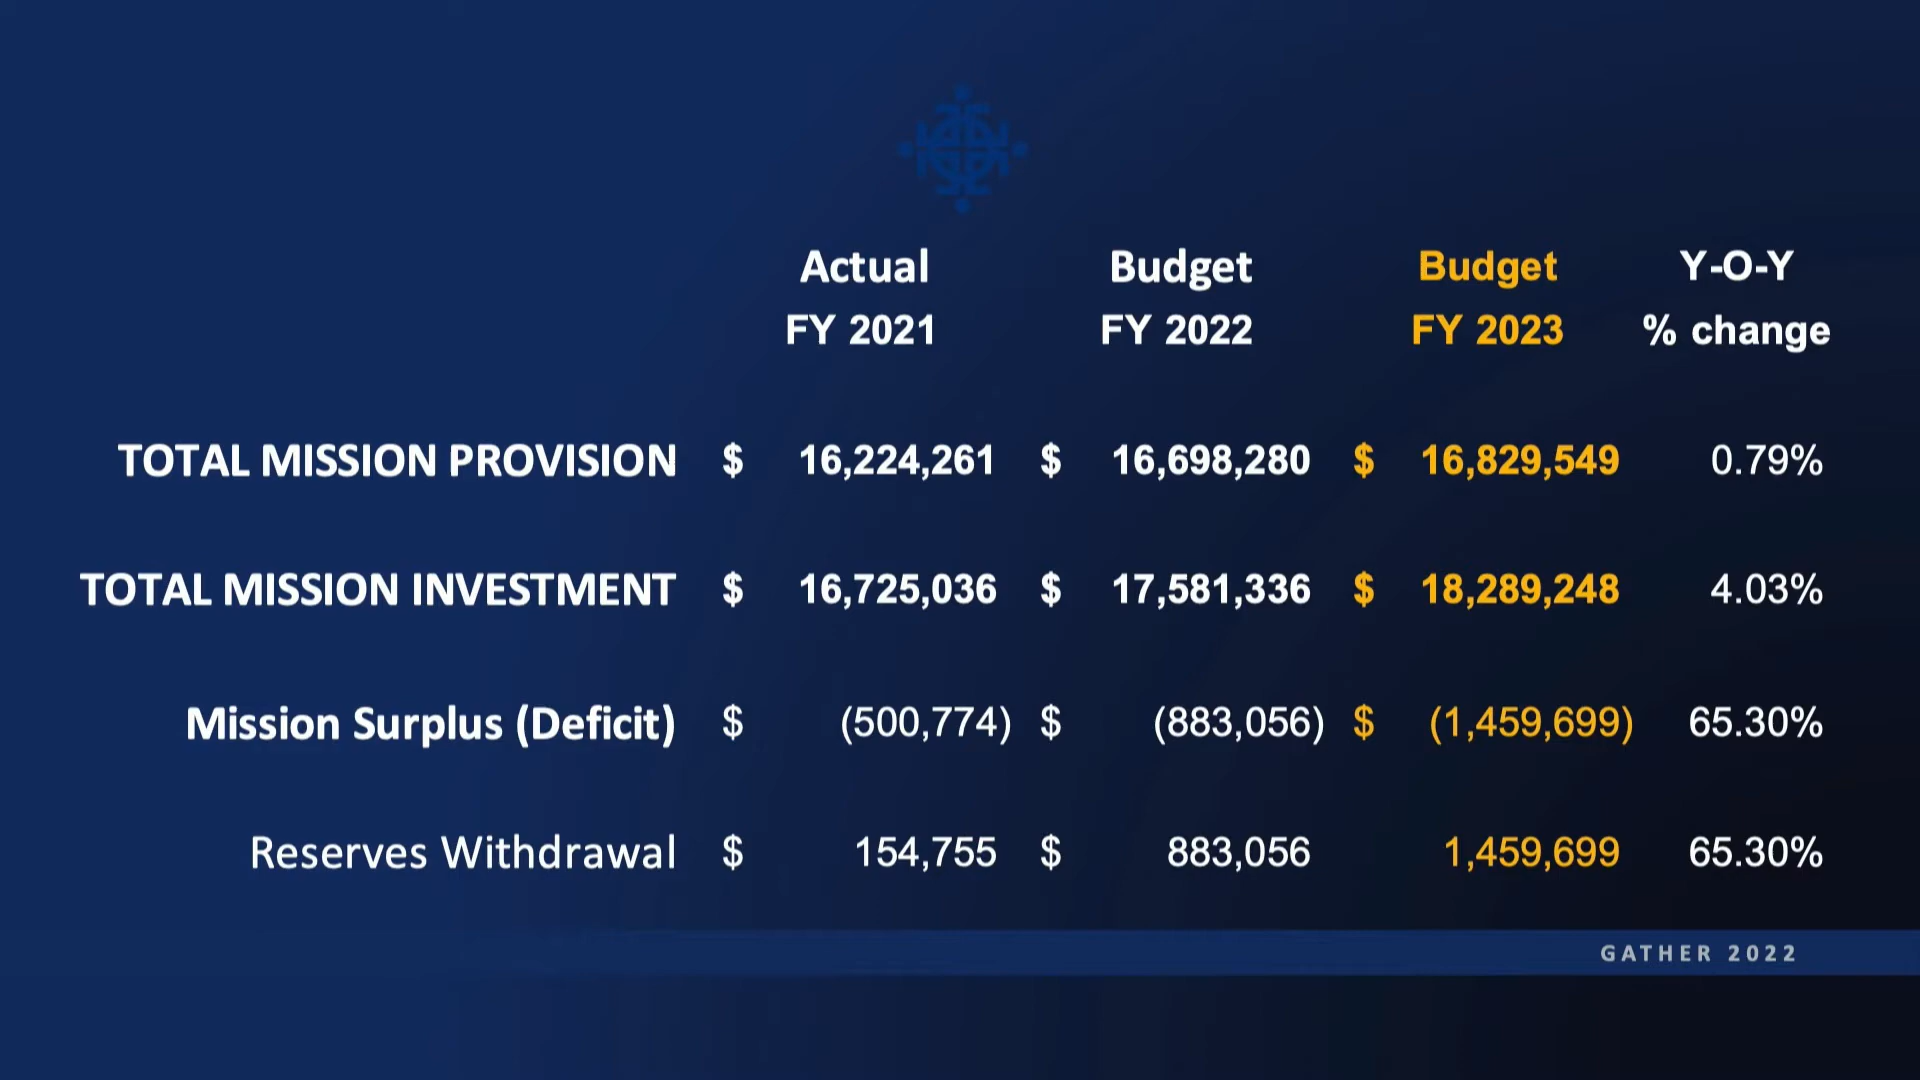 Actual Budget Budget Y-O-Y
FY 2021 FY 2022 FY 2023 % change
TOTAL MISSION PROVISION $ 16,224,261 $ 16,698,280 $ 16,829,549 0.79%
TOTAL MISSION INVESTMENT $ 16,725,036 $ 17,581,336 $ 18,289,248 4.03%
Mission Surplus (Deficit) $ (500,774) $ (883,056) $ (1,459,699) 65.30%
Reserves Withdrawal $ 154,755 $ 883,056 1,459,699 65.30%
GATHER 2022